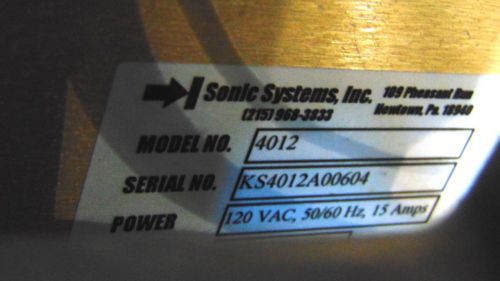 Sonic Systems, Inc. 109 Pheasant Run
(215) 968-3833 Newtown, Pa. 18940
MODEL NO. 4012
SERIAL NO. KS4012A00604
POWER 120 VAC, 50/60 Hz, 15 Amps